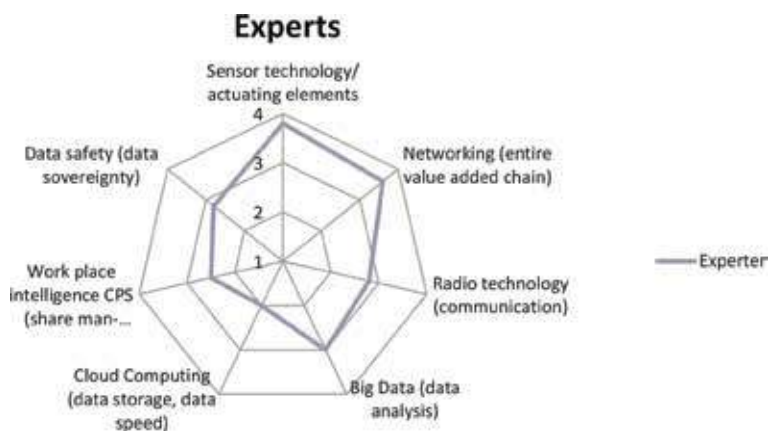 Experts
Sensor technology/
actuating elements
4
3
2
1
Networking (entire
value added chain)
Radio technology
(communication)
Big Data (data
analysis)
Cloud Computing
(data storage, data
speed)
Work place
intelligence CPS
(share man-...
Data safety (data
sovereignty)
Experten